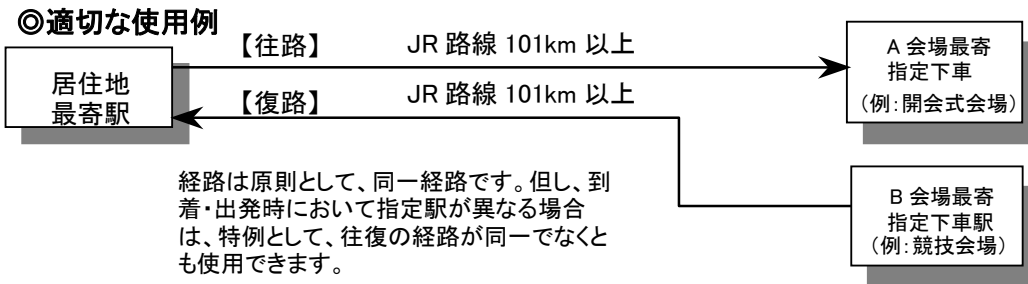 ◎適切な使用例
【往路】 JR 路線 101km 以上
居住地
最寄駅
【復路】 JR 路線 101km 以上
A 会場最寄
指定下車
(例:開会式会場)
経路は原則として、同一経路です。但し、到
着・出発時において指定駅が異なる場合
は、特例として、往復の経路が同一でなくと
も使用できます。
B 会場最寄
指定下車駅
(例:競技会場)